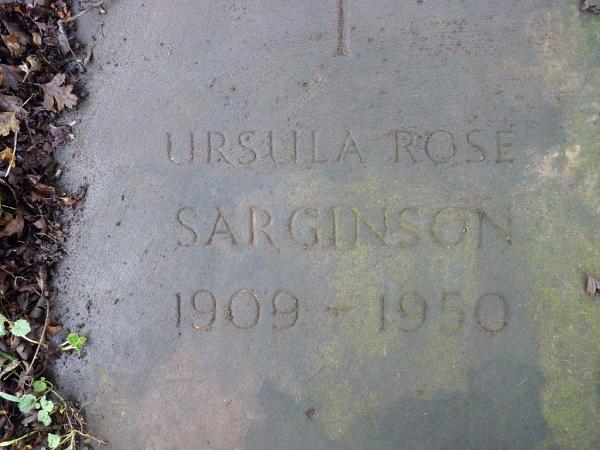 URSULA ROSE
SARGINSON
1909 - 1950